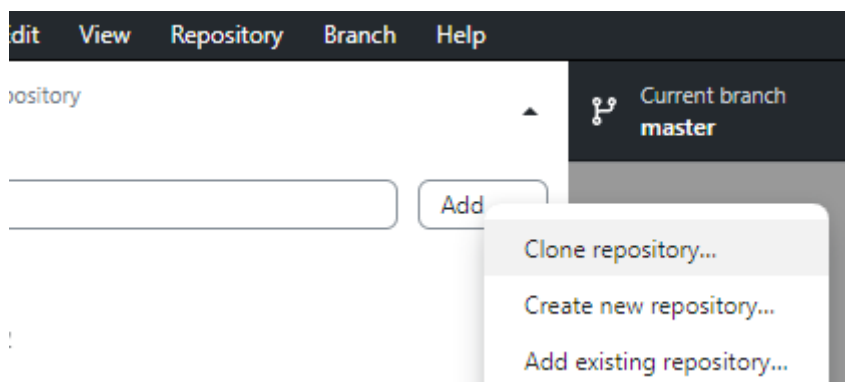 dit View Repository Branch Help
pository
Current branch
master
Add
Clone repository...
Create new repository...
Add existing repository...